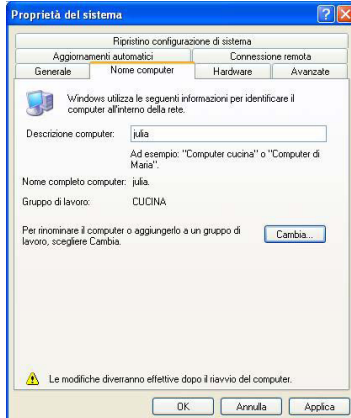 Proprietà del sistema
Ripristino configurazione di sistema
Aggiornamenti automatici Connessione remota
Generale Nome computer Hardware Avanzate
Windows utilizza le seguenti informazioni per identificare il
computer all'interno della rete.
Descrizione computer: julia
Ad esempio: "Computer cucina" o "Computer di
Maria".
Nome completo computer: julia.
Gruppo di lavoro: CUCINA
Per rinominare il computer o aggiungerlo a un gruppo di
lavoro, scegliere Cambia. Cambia...
Le modifiche diverranno effettive dopo il riavvio del computer.
OK Annulla Applica